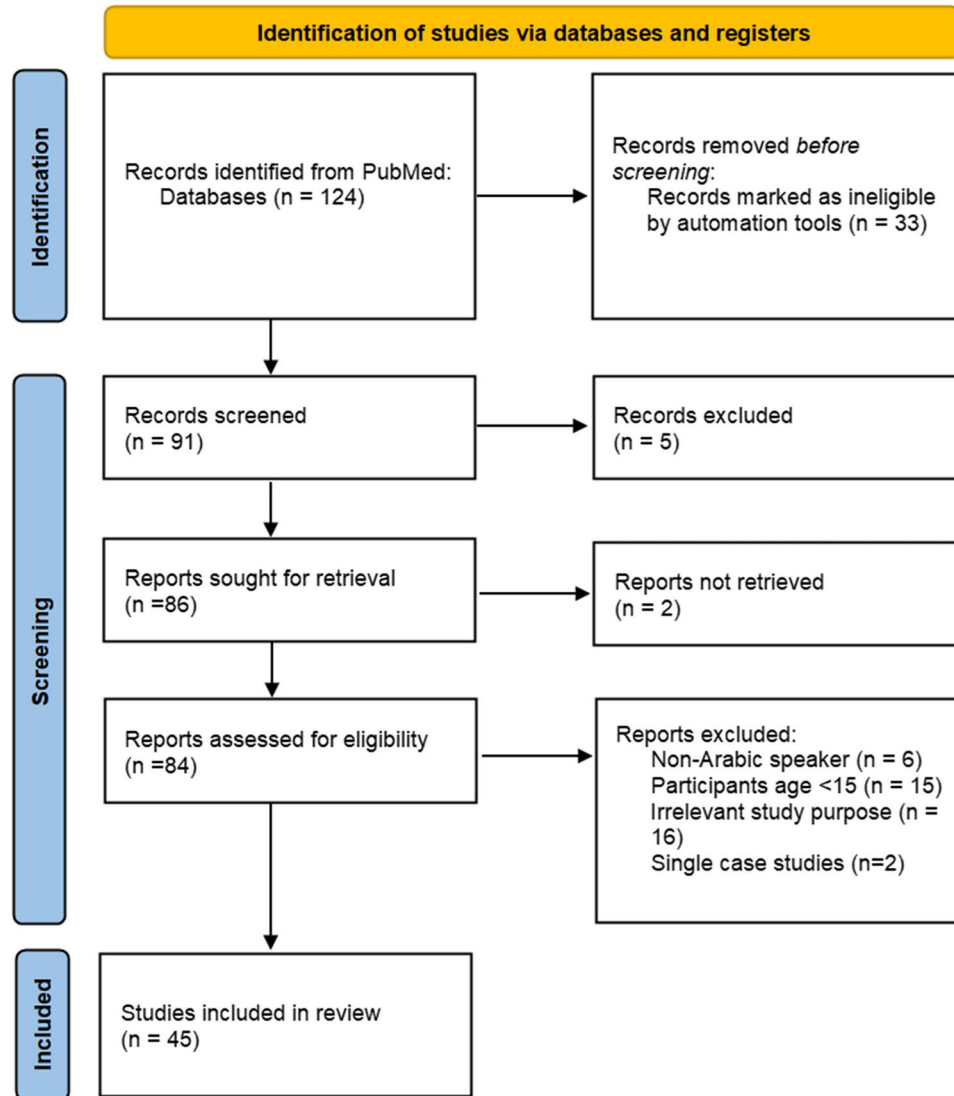 Identification of studies via databases and registers
Identification
Records identified from PubMed:
Databases (n = 124)
Records removed before
screening:
Records marked as ineligible
by automation tools (n = 33)
Screening
Records screened
(n = 91)
Records excluded
(n = 5)
Reports sought for retrieval
(n =86)
Reports not retrieved
(n = 2)
Reports assessed for eligibility
(n =84)
Reports excluded:
Non-Arabic speaker (n = 6)
Participants age <15 (n = 15)
Irrelevant study purpose (n =
16)
Single case studies (n=2)
Included
Studies included in review
(n = 45)